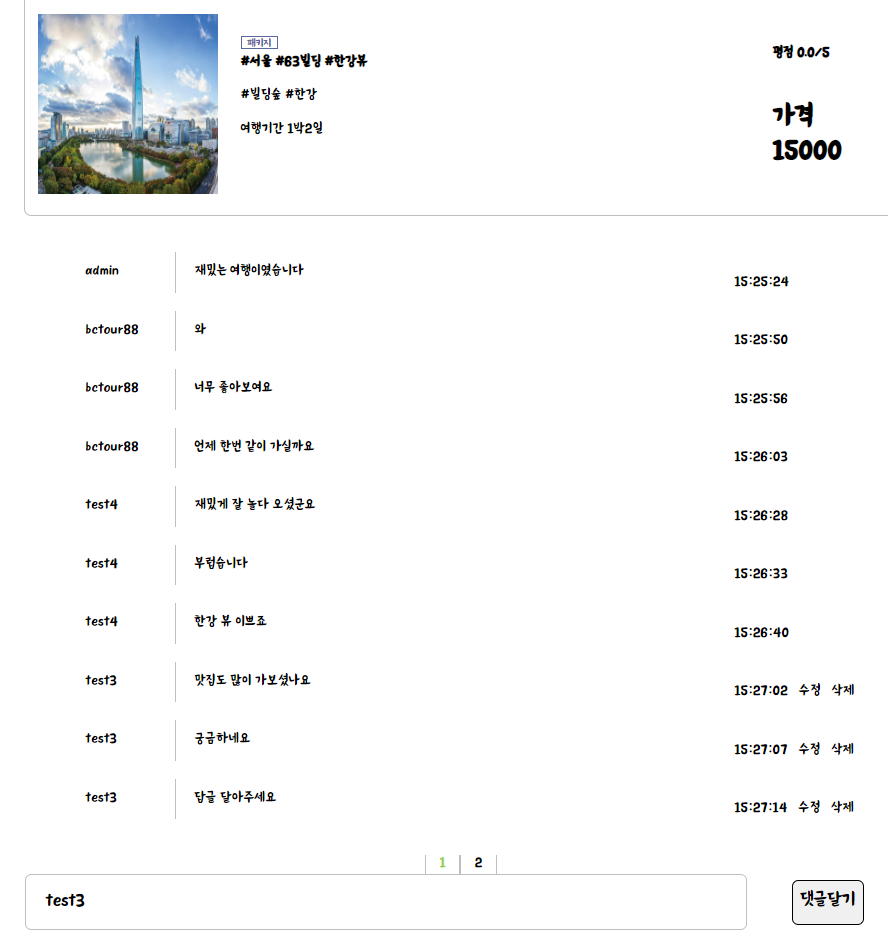 패키지
#서울 #63빌딩 #한강뷰
#빌딩숲 #한강
여행기간 1박2일
평점 0.0/5
가격
15000
admin 재밌는 여행이였습니다 15:25:24
bctour88 와 15:25:50
bctour88 너무 좋아보여요 15:25:56
bctour88 언제 한번 같이 가실까요 15:26:03
test4 재밌게 잘 놀다 오셨군요 15:26:28
test4 부럽습니다 15:26:33
test4 한강 뷰 이쁘죠 15:26:40
test3 맛집도 많이 가보셨나요 15:27:02 수정 삭제
test3 궁금하네요 15:27:07 수정 삭제
test3 답글 달아주세요 15:27:14 수정 삭제
1 2
test3 댓글달기